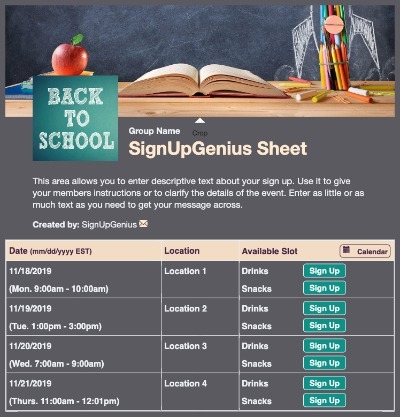 BACK
TO
SCHOOL
Group Name
Crop
SignUpGenius Sheet
This area allows you to enter descriptive text about your sign up. Use it to give
your members instructions or to clarify the details of the event. Enter as little or as
much text as you need to get your message across.
Created by: SignUpGenius
Date (mm/dd/yyyy EST) Location Available Slot Calendar
11/18/2019 Location 1 Drinks Sign Up
(Mon. 9:00am - 10:00am) Snacks Sign Up
11/19/2019 Location 2 Drinks Sign Up
(Tue. 1:00pm - 3:00pm) Snacks Sign Up
11/20/2019 Location 3 Drinks Sign Up
(Wed. 7:00am - 9:00am) Snacks Sign Up
11/21/2019 Location 4 Drinks Sign Up
(Thurs. 11:00am - 12:01pm) Snacks Sign Up